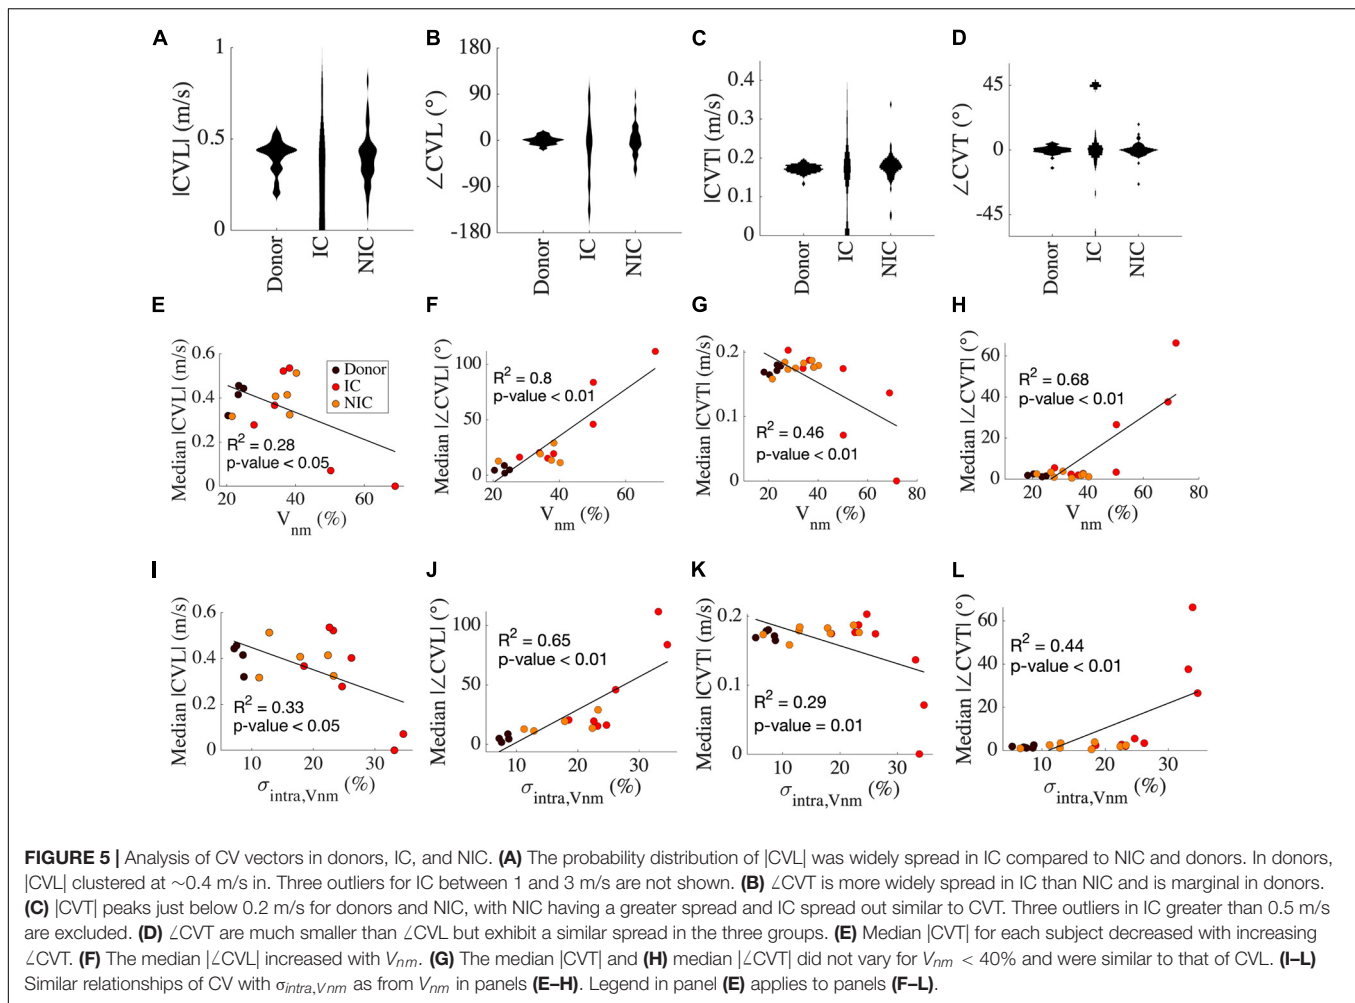 A
B
C
D
|CVL| (m/s)
1
0.5
0
Donor
IC
NIC
∠CVL (°)
180
90
0
-90
-180
Donor
IC
NIC
|CVT| (m/s)
0.4
0.3
0.2
0.1
0
Donor
IC
NIC
∠CVT (°)
45
0
-45
Donor
IC
NIC
E
F
G
H
Median |CVL| (m/s)
0.6
0.4
0.2
0
Donor
IC
NIC
R² = 0.28
p-value < 0.05
20 30 40 50 60 70
Vnm (%)
Median |∠CVL| (°)
100
50
0
R² = 0.8
p-value < 0.01
20 40 60
Vnm (%)
Median |CVT| (m/s)
0.2
0.1
0
R² = 0.46
p-value < 0.01
20 40 60 80
Vnm (%)
Median |∠CVT| (°)
60
40
20
0
R² = 0.68
p-value < 0.01
20 40 60 80
Vnm (%)
I
J
K
L
Median |CVL| (m/s)
0.6
0.4
0.2
0
R² = 0.33
p-value < 0.05
10 20 30
σintra,Vnm (%)
Median |∠CVL| (°)
100
50
0
R² = 0.65
p-value < 0.01
10 20 30
σintra,Vnm (%)
Median |CVT| (m/s)
0.2
0.1
0
R² = 0.29
p-value = 0.01
10 20 30
σintra,Vnm (%)
Median |∠CVT| (°)
60
40
20
0
R² = 0.44
p-value < 0.01
10 20 30
σintra,Vnm (%)
FIGURE 5 | Analysis of CV vectors in donors, IC, and NIC. (A) The probability distribution of |CVL| was widely spread in IC compared to NIC and donors. In donors,
|CVL| clustered at ~0.4 m/s in. Three outliers for IC between 1 and 3 m/s are not shown. (B) ∠CVT is more widely spread in IC than NIC and is marginal in donors.
(C) |CVT| peaks just below 0.2 m/s for donors and NIC, with NIC having a greater spread and IC spread out similar to CVT. Three outliers in IC greater than 0.5 m/s
are excluded. (D) ∠CVT are much smaller than ∠CVL but exhibit a similar spread in the three groups. (E) Median |CVT| for each subject decreased with increasing
∠CVT. (F) The median |∠CVL| increased with Vnm. (G) The median |CVT| and (H) median |∠CVT| did not vary for Vnm < 40% and were similar to that of CVL. (I–L)
Similar relationships of CV with σintra,Vnm as from Vnm in panels (E–H). Legend in panel (E) applies to panels (F–L).